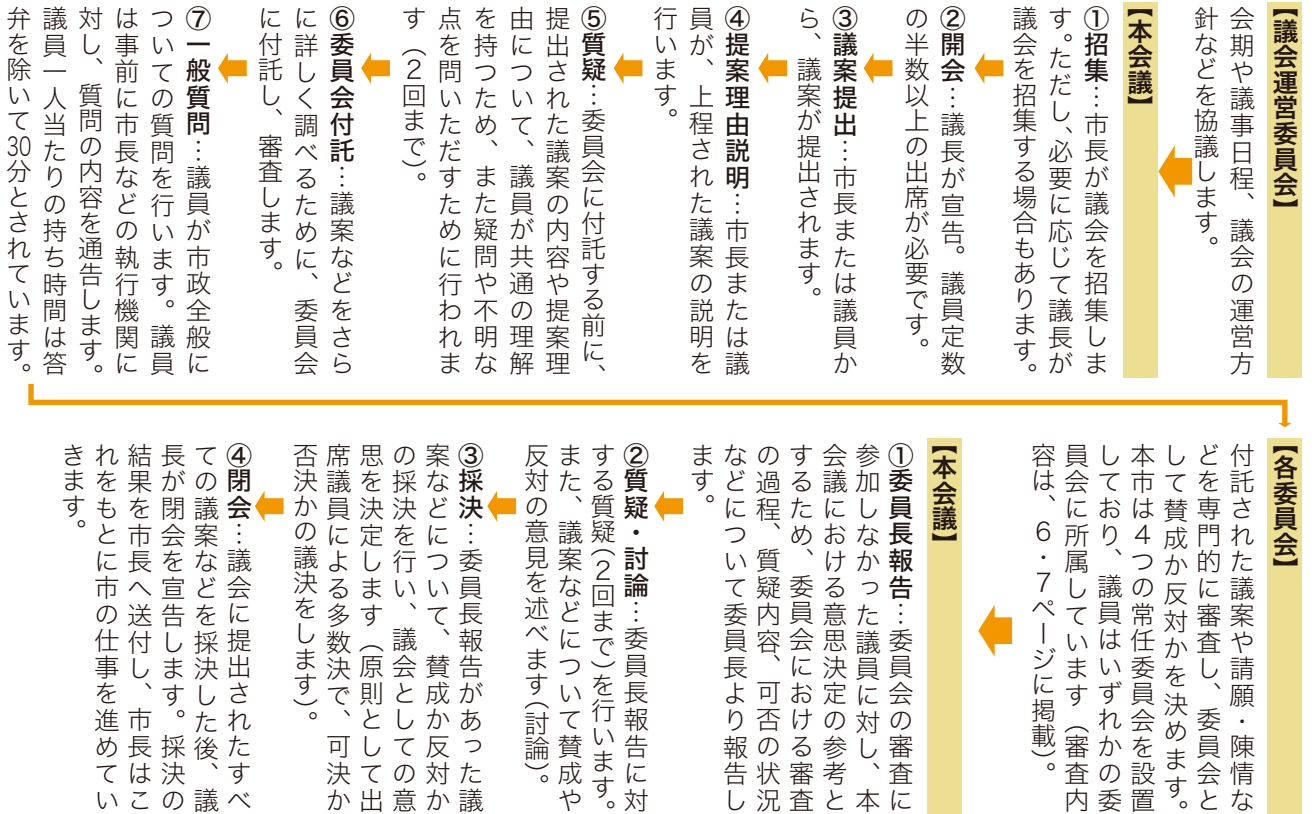 【議会運営委員会】
会期や議事日程、議会の運営方
針などを協議します。
【本会議】
①招集…市長が議会を招集しま
す。ただし、必要に応じて議長が
議会を招集する場合もあります。
②開会…議長が宣告。議員定数
の半数以上の出席が必要です。
③議案提出…市長または議員か
ら、議案が提出されます。
④提案理由説明…市長または議
員が、上程された議案の説明を
行います。
⑤質疑…委員会に付託する前に、
提出された議案の内容や提案理
由について、議員が共通の理解
を持つため、また疑問や不明な
点を問いただすために行われま
す（2回まで）。
⑥委員会付託…議案などをさら
に詳しく調べるために、委員会
に付託し、審査します。
⑦一般質問…議員が市政全般に
ついての質問を行います。議員
は事前に市長などの執行機関に
対し、質問の内容を通告します。
議員一人当たりの持ち時間は答
弁を除いて30分とされています。
【各委員会】
付託された議案や請願・陳情な
どを専門的に審査し、委員会と
して賛成か反対かを決めます。
本市は4つの常任委員会を設置
しており、議員はいずれかの委
員会に所属しています（審査内
容は、6・7ページに掲載）。
【本会議】
①委員長報告…委員会の審査に
参加しなかった議員に対し、本
会議における意思決定の参考と
するため、委員会における審査
の過程、質疑内容、可否の状況
などについて委員長より報告し
ます。
②質疑・討論…委員長報告に対
する質疑（2回まで）を行います。
また、議案などについて賛成や
反対の意見を述べます（討論）。
③採決…委員長報告があった議
案などについて、賛成か反対か
の採決を行い、議会としての意
思を決定します（原則として出
席議員による多数決で、可決か
否決かの議決をします）。
④閉会…議会に提出されたすべ
ての議案などを採決した後、議
長が閉会を宣告します。採決の
結果を市長へ送付し、市長はこ
れをもとに市の仕事を進めてい
きます。